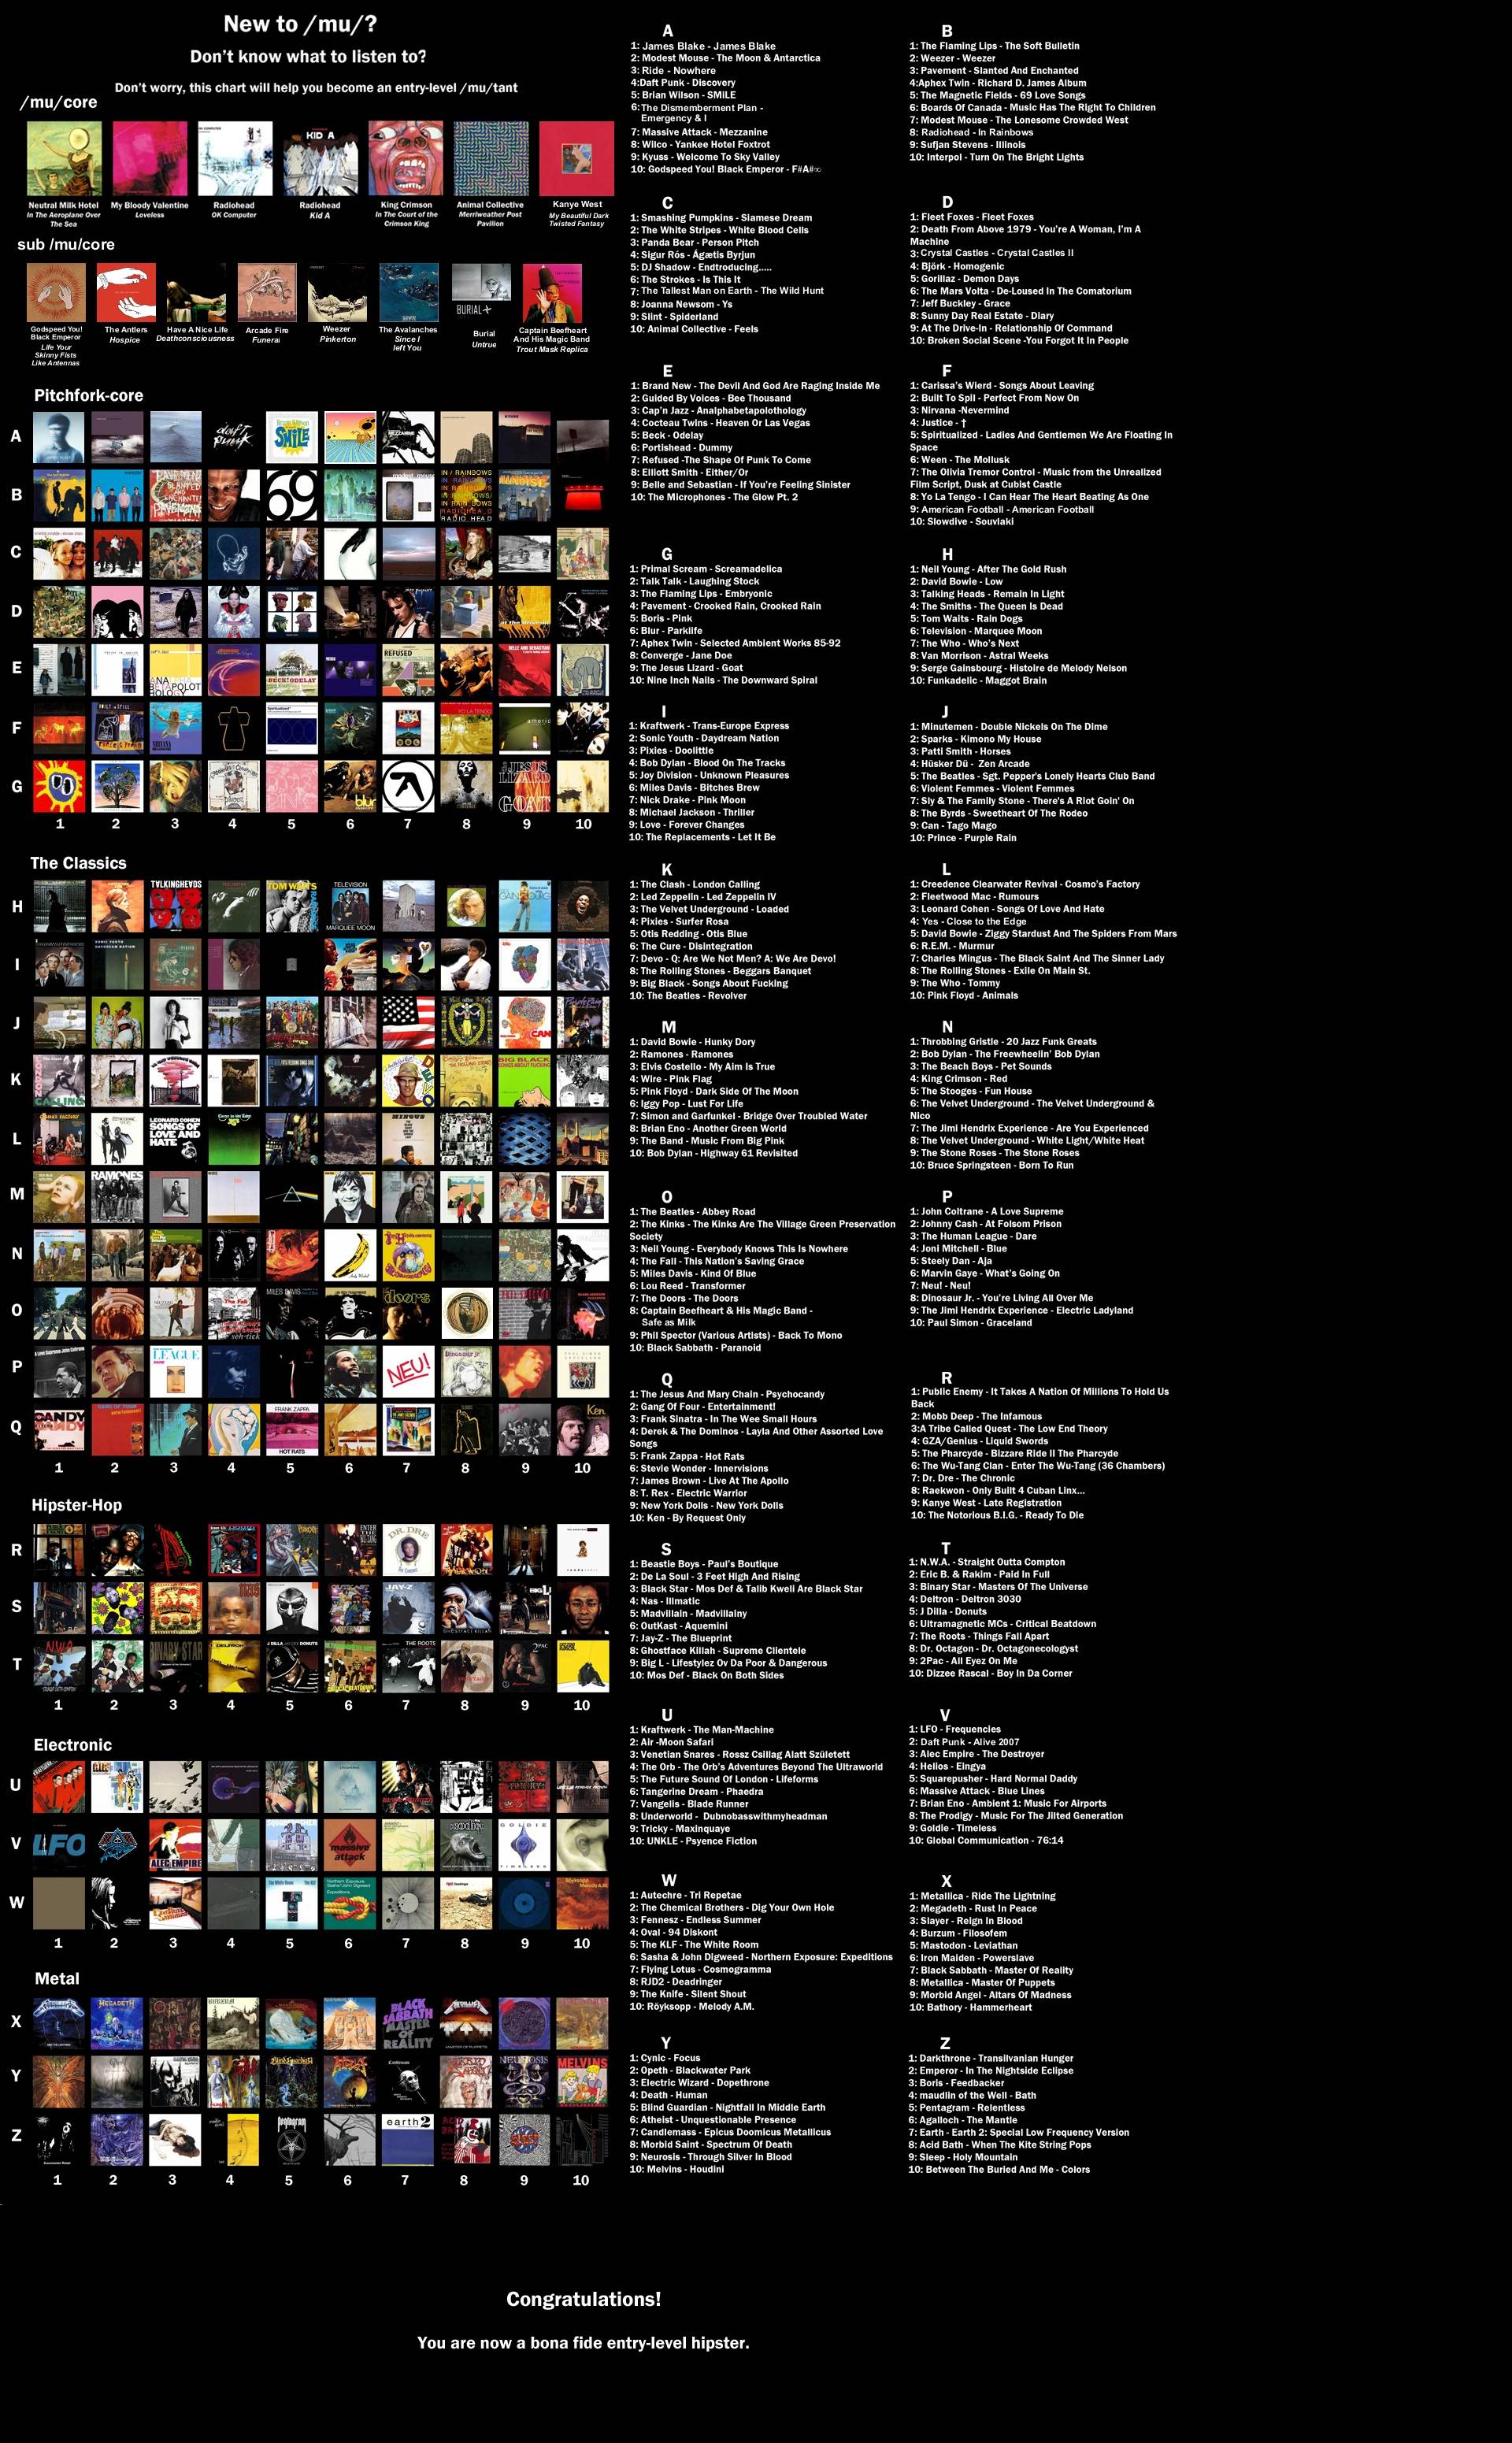 New to /mu/?
Don't know what to listen to?
Don't worry, this chart will help you become an entry-level /mu/tant
/mu/core
Neutral Milk Hotel
In The Aeroplane Over
The Sea
My Bloody Valentine
Loveless
Radiohead
OK Computer
Radiohead
Kid A
King Crimson
In The Court of the
Crimson King
Animal Collective
Merriweather Post
Pavilion
Kanye West
My Beautiful Dark
Twisted Fantasy
sub /mu/core
Godspeed You!
Black Emperor
Life Your
Skinny Fists
Like Antennas
The Antlers
Hospice
Have A Nice Life
Deathconsciousness
Arcade Fire
Funeral
Weezer
Pinkerton
The Avalanches
Since I
left You
Burial
Untrue
Captain Beefheart
And His Magic Band
Trout Mask Replica
Pitchfork-core
A
B
C
D
E
F
G
1 2 3 4 5 6 7 8 9 10
The Classics
H
I
J
K
L
M
N
O
P
Q
1 2 3 4 5 6 7 8 9 10
Hipster-Hop
R
S
T
1 2 3 4 5 6 7 8 9 10
Electronic
U
V
W
1 2 3 4 5 6 7 8 9 10
Metal
X
Y
Z
1 2 3 4 5 6 7 8 9 10
A
1: James Blake - James Blake
2: Modest Mouse - The Moon & Antarctica
3: Ride - Nowhere
4:Daft Punk - Discovery
5: Brian Wilson - SMiLE
6: The Dismemberment Plan -
Emergency & I
7: Massive Attack - Mezzanine
8: Wilco - Yankee Hotel Foxtrot
9: Kyuss - Welcome To Sky Valley
10: Godspeed You! Black Emperor - F#A#∞
B
1: The Flaming Lips - The Soft Bulletin
2: Weezer - Weezer
3: Pavement - Slanted And Enchanted
4:Aphex Twin - Richard D. James Album
5: The Magnetic Fields - 69 Love Songs
6: Boards Of Canada - Music Has The Right To Children
7: Modest Mouse - The Lonesome Crowded West
8: Radiohead - In Rainbows
9: Sufjan Stevens - Illinois
10: Interpol - Turn On The Bright Lights
C
1: Smashing Pumpkins - Siamese Dream
2: The White Stripes - White Blood Cells
3: Panda Bear - Person Pitch
4: Sigur Rós - Ágætis Byrjun
5: DJ Shadow - Endtroducing.....
6: The Strokes - Is This It
7: The Tallest Man on Earth - The Wild Hunt
8: Joanna Newsom - Ys
9: Slint - Spiderland
10: Animal Collective - Feels
D
1: Fleet Foxes - Fleet Foxes
2: Death From Above 1979 - You're A Woman, I'm A
Machine
3: Crystal Castles - Crystal Castles II
4: Björk - Homogenic
5: Gorillaz - Demon Days
6: The Mars Volta - De-Loused In The Comatorium
7: Jeff Buckley - Grace
8: Sunny Day Real Estate - Diary
9: At The Drive-In - Relationship Of Command
10: Broken Social Scene -You Forgot It In People
E
1: Brand New - The Devil And God Are Raging Inside Me
2: Guided By Voices - Bee Thousand
3: Cap'n Jazz - Analphabetapolothology
4: Cocteau Twins - Heaven Or Las Vegas
5: Beck - Odelay
6: Portishead - Dummy
7: Refused -The Shape Of Punk To Come
8: Elliott Smith - Either/Or
9: Belle and Sebastian - If You're Feeling Sinister
10: The Microphones - The Glow Pt. 2
F
1: Carissa's Wierd - Songs About Leaving
2: Built To Spil - Perfect From Now On
3: Nirvana -Nevermind
4: Justice - †
5: Spiritualized - Ladies And Gentlemen We Are Floating In
Space
6: Ween - The Mollusk
7: The Olivia Tremor Control - Music from the Unrealized
Film Script, Dusk at Cubist Castle
8: Yo La Tengo - I Can Hear The Heart Beating As One
9: American Football - American Football
10: Slowdive - Souvlaki
G
1: Primal Scream - Screamadelica
2: Talk Talk - Laughing Stock
3: The Flaming Lips - Embryonic
4: Pavement - Crooked Rain, Crooked Rain
5: Boris - Pink
6: Blur - Parklife
7: Aphex Twin - Selected Ambient Works 85-92
8: Converge - Jane Doe
9: The Jesus Lizard - Goat
10: Nine Inch Nails - The Downward Spiral
H
1: Neil Young - After The Gold Rush
2: David Bowie - Low
3: Talking Heads - Remain In Light
4: The Smiths - The Queen Is Dead
5: Tom Waits - Rain Dogs
6: Television - Marquee Moon
7: The Who - Who's Next
8: Van Morrison - Astral Weeks
9: Serge Gainsbourg - Histoire de Melody Nelson
10: Funkadelic - Maggot Brain
I
1: Kraftwerk - Trans-Europe Express
2: Sonic Youth - Daydream Nation
3: Pixies - Doolittle
4: Bob Dylan - Blood On The Tracks
5: Joy Division - Unknown Pleasures
6: Miles Davis - Bitches Brew
7: Nick Drake - Pink Moon
8: Michael Jackson - Thriller
9: Love - Forever Changes
10: The Replacements - Let It Be
J
1: Minutemen - Double Nickels On The Dime
2: Sparks - Kimono My House
3: Patti Smith - Horses
4: Hüsker Dü - Zen Arcade
5: The Beatles - Sgt. Pepper's Lonely Hearts Club Band
6: Violent Femmes - Violent Femmes
7: Sly & The Family Stone - There's A Riot Goin' On
8: The Byrds - Sweetheart Of The Rodeo
9: Can - Tago Mago
10: Prince - Purple Rain
K
1: The Clash - London Calling
2: Led Zeppelin - Led Zeppelin IV
3: The Velvet Underground - Loaded
4: Pixies - Surfer Rosa
5: Otis Redding - Otis Blue
6: The Cure - Disintegration
7: Devo - Q: Are We Not Men? A: We Are Devo!
8: The Rolling Stones - Beggars Banquet
9: Big Black - Songs About Fucking
10: The Beatles - Revolver
L
1: Creedence Clearwater Revival - Cosmo's Factory
2: Fleetwood Mac - Rumours
3: Leonard Cohen - Songs Of Love And Hate
4: Yes - Close to the Edge
5: David Bowie - Ziggy Stardust And The Spiders From Mars
6: R.E.M. - Murmur
7: Charles Mingus - The Black Saint And The Sinner Lady
8: The Rolling Stones - Exile On Main St.
9: The Who - Tommy
10: Pink Floyd - Animals
M
1: David Bowie - Hunky Dory
2: Ramones - Ramones
3: Elvis Costello - My Aim Is True
4: Wire - Pink Flag
5: Pink Floyd - Dark Side Of The Moon
6: Iggy Pop - Lust For Life
7: Simon and Garfunkel - Bridge Over Troubled Water
8: Brian Eno - Another Green World
9: The Band - Music From Big Pink
10: Bob Dylan - Highway 61 Revisited
N
1: Throbbing Gristle - 20 Jazz Funk Greats
2: Bob Dylan - The Freewheelin' Bob Dylan
3: The Beach Boys - Pet Sounds
4: King Crimson - Red
5: The Stooges - Fun House
6: The Velvet Underground - The Velvet Underground &
Nico
7: The Jimi Hendrix Experience - Are You Experienced
8: The Velvet Underground - White Light/White Heat
9: The Stone Roses - The Stone Roses
10: Bruce Springsteen - Born To Run
O
1: The Beatles - Abbey Road
2: The Kinks - The Kinks Are The Village Green Preservation
Society
3: Neil Young - Everybody Knows This Is Nowhere
4: The Fall - This Nation's Saving Grace
5: Miles Davis - Kind Of Blue
6: Lou Reed - Transformer
7: The Doors - The Doors
8: Captain Beefheart & His Magic Band -
Safe as Milk
9: Phil Spector (Various Artists) - Back To Mono
10: Black Sabbath - Paranoid
P
1: John Coltrane - A Love Supreme
2: Johnny Cash - At Folsom Prison
3: The Human League - Dare
4: Joni Mitchell - Blue
5: Steely Dan - Aja
6: Marvin Gaye - What's Going On
7: Neu! - Neu!
8: Dinosaur Jr. - You're Living All Over Me
9: The Jimi Hendrix Experience - Electric Ladyland
10: Paul Simon - Graceland
Q
1: The Jesus And Mary Chain - Psychocandy
2: Gang Of Four - Entertainment!
3: Frank Sinatra - In The Wee Small Hours
4: Derek & The Dominos - Layla And Other Assorted Love
Songs
5: Frank Zappa - Hot Rats
6: Stevie Wonder - Innervisions
7: James Brown - Live At The Apollo
8: T. Rex - Electric Warrior
9: New York Dolls - New York Dolls
10: Ken - By Request Only
R
1: Public Enemy - It Takes A Nation Of Millions To Hold Us
Back
2: Mobb Deep - The Infamous
3:A Tribe Called Quest - The Low End Theory
4: GZA/Genius - Liquid Swords
5: The Pharcyde - Bizzare Ride II The Pharcyde
6: The Wu-Tang Clan - Enter The Wu-Tang (36 Chambers)
7: Dr. Dre - The Chronic
8: Raekwon - Only Built 4 Cuban Linx...
9: Kanye West - Late Registration
10: The Notorious B.I.G. - Ready To Die
S
1: Beastie Boys - Paul's Boutique
2: De La Soul - 3 Feet High And Rising
3: Black Star - Mos Def & Talib Kweli Are Black Star
4: Nas - Illmatic
5: Madvillain - Madvillainy
6: OutKast - Aquemini
7: Jay-Z - The Blueprint
8: Ghostface Killah - Supreme Clientele
9: Big L - Lifestylez Ov Da Poor & Dangerous
10: Mos Def - Black On Both Sides
T
1: N.W.A. - Straight Outta Compton
2: Eric B. & Rakim - Paid In Full
3: Binary Star - Masters Of The Universe
4: Deltron - Deltron 3030
5: J Dilla - Donuts
6: Ultramagnetic MCs - Critical Beatdown
7: The Roots - Things Fall Apart
8: Dr. Octagon - Dr. Octagonecologyst
9: 2Pac - All Eyez On Me
10: Dizzee Rascal - Boy In Da Corner
U
1: Kraftwerk - The Man-Machine
2: Air -Moon Safari
3: Venetian Snares - Rossz Csillag Alatt Született
4: The Orb - The Orb's Adventures Beyond The Ultraworld
5: The Future Sound Of London - Lifeforms
6: Tangerine Dream - Phaedra
7: Vangelis - Blade Runner
8: Underworld - Dubnobasswithmyheadman
9: Tricky - Maxinquaye
10: UNKLE - Psyence Fiction
V
1: LFO - Frequencies
2: Daft Punk - Alive 2007
3: Alec Empire - The Destroyer
4: Helios - Eingya
5: Squarepusher - Hard Normal Daddy
6: Massive Attack - Blue Lines
7: Brian Eno - Ambient 1: Music For Airports
8: The Prodigy - Music For The Jilted Generation
9: Goldie - Timeless
10: Global Communication - 76:14
W
1: Autechre - Tri Repetae
2: The Chemical Brothers - Dig Your Own Hole
3: Fennesz - Endless Summer
4: Oval - 94 Diskont
5: The KLF - The White Room
6: Sasha & John Digweed - Northern Exposure: Expeditions
7: Flying Lotus - Cosmogramma
8: RJD2 - Deadringer
9: The Knife - Silent Shout
10: Röyksopp - Melody A.M.
X
1: Metallica - Ride The Lightning
2: Megadeth - Rust In Peace
3: Slayer - Reign In Blood
4: Burzum - Filosofem
5: Mastodon - Leviathan
6: Iron Maiden - Powerslave
7: Black Sabbath - Master Of Reality
8: Metallica - Master Of Puppets
9: Morbid Angel - Altars Of Madness
10: Bathory - Hammerheart
Y
1: Cynic - Focus
2: Opeth - Blackwater Park
3: Electric Wizard - Dopethrone
4: Death - Human
5: Blind Guardian - Nightfall In Middle Earth
6: Atheist - Unquestionable Presence
7: Candlemass - Epicus Doomicus Metallicus
8: Morbid Saint - Spectrum Of Death
9: Neurosis - Through Silver In Blood
10: Melvins - Houdini
Z
1: Darkthrone - Transilvanian Hunger
2: Emperor - In The Nightside Eclipse
3: Boris - Feedbacker
4: maudlin of the Well - Bath
5: Pentagram - Relentless
6: Agalloch - The Mantle
7: Earth - Earth 2: Special Low Frequency Version
8: Acid Bath - When The Kite String Pops
9: Sleep - Holy Mountain
10: Between The Buried And Me - Colors
Congratulations!
You are now a bona fide entry-level hipster.